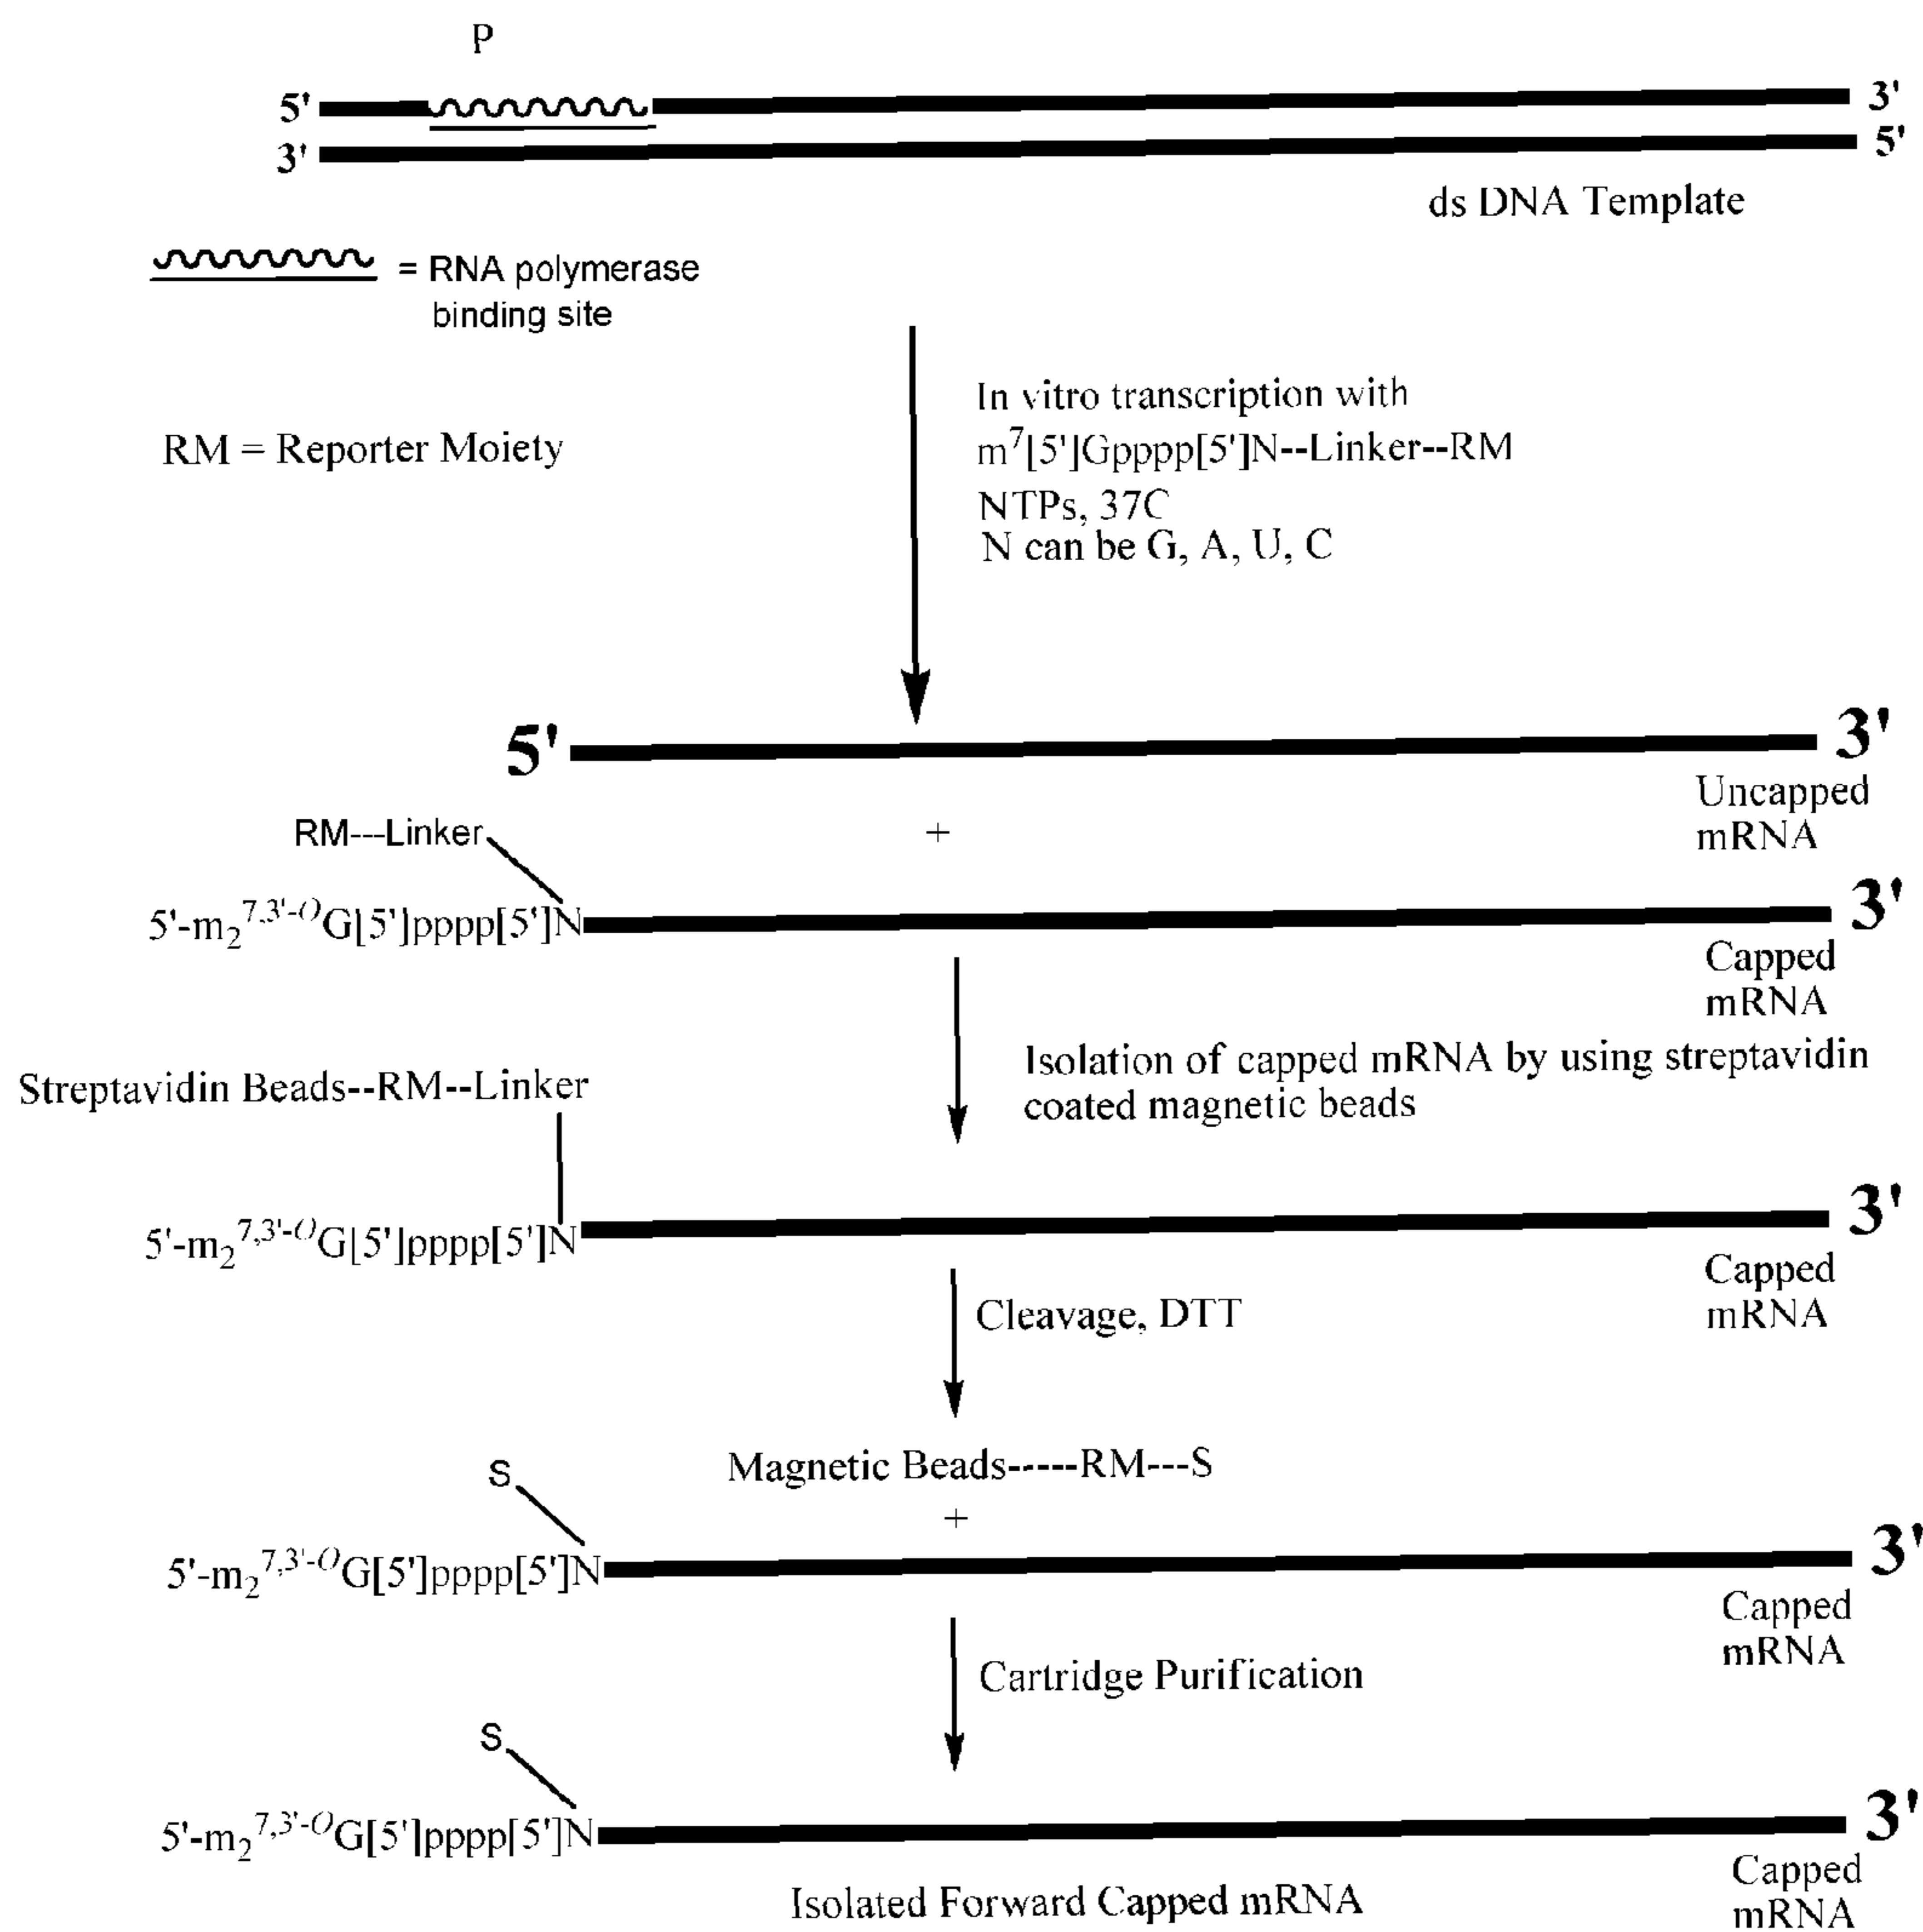 P
5' 3'
3' 5'
ds DNA Template
= RNA polymerase
binding site
In vitro transcription with
RM = Reporter Moiety
m⁷[5']Gpppp[5']N--Linker--RM
NTPs, 37C
N can be G, A, U, C
5' 3'
Uncapped
mRNA
RM---Linker
+
5'-m₂⁷,³'⁻ᴼG[5']pppp[5']N 3'
Capped
mRNA
Isolation of capped mRNA by using streptavidin
coated magnetic beads
Streptavidin Beads--RM--Linker
5'-m₂⁷,³'⁻ᴼG[5']pppp[5']N 3'
Capped
mRNA
Cleavage, DTT
Magnetic Beads------RM---S
S
+
5'-m₂⁷,³'⁻ᴼG[5']pppp[5']N 3'
Capped
mRNA
Cartridge Purification
S
5'-m₂⁷,³'⁻ᴼG[5']pppp[5']N 3'
Capped
mRNA
Isolated Forward Capped mRNA